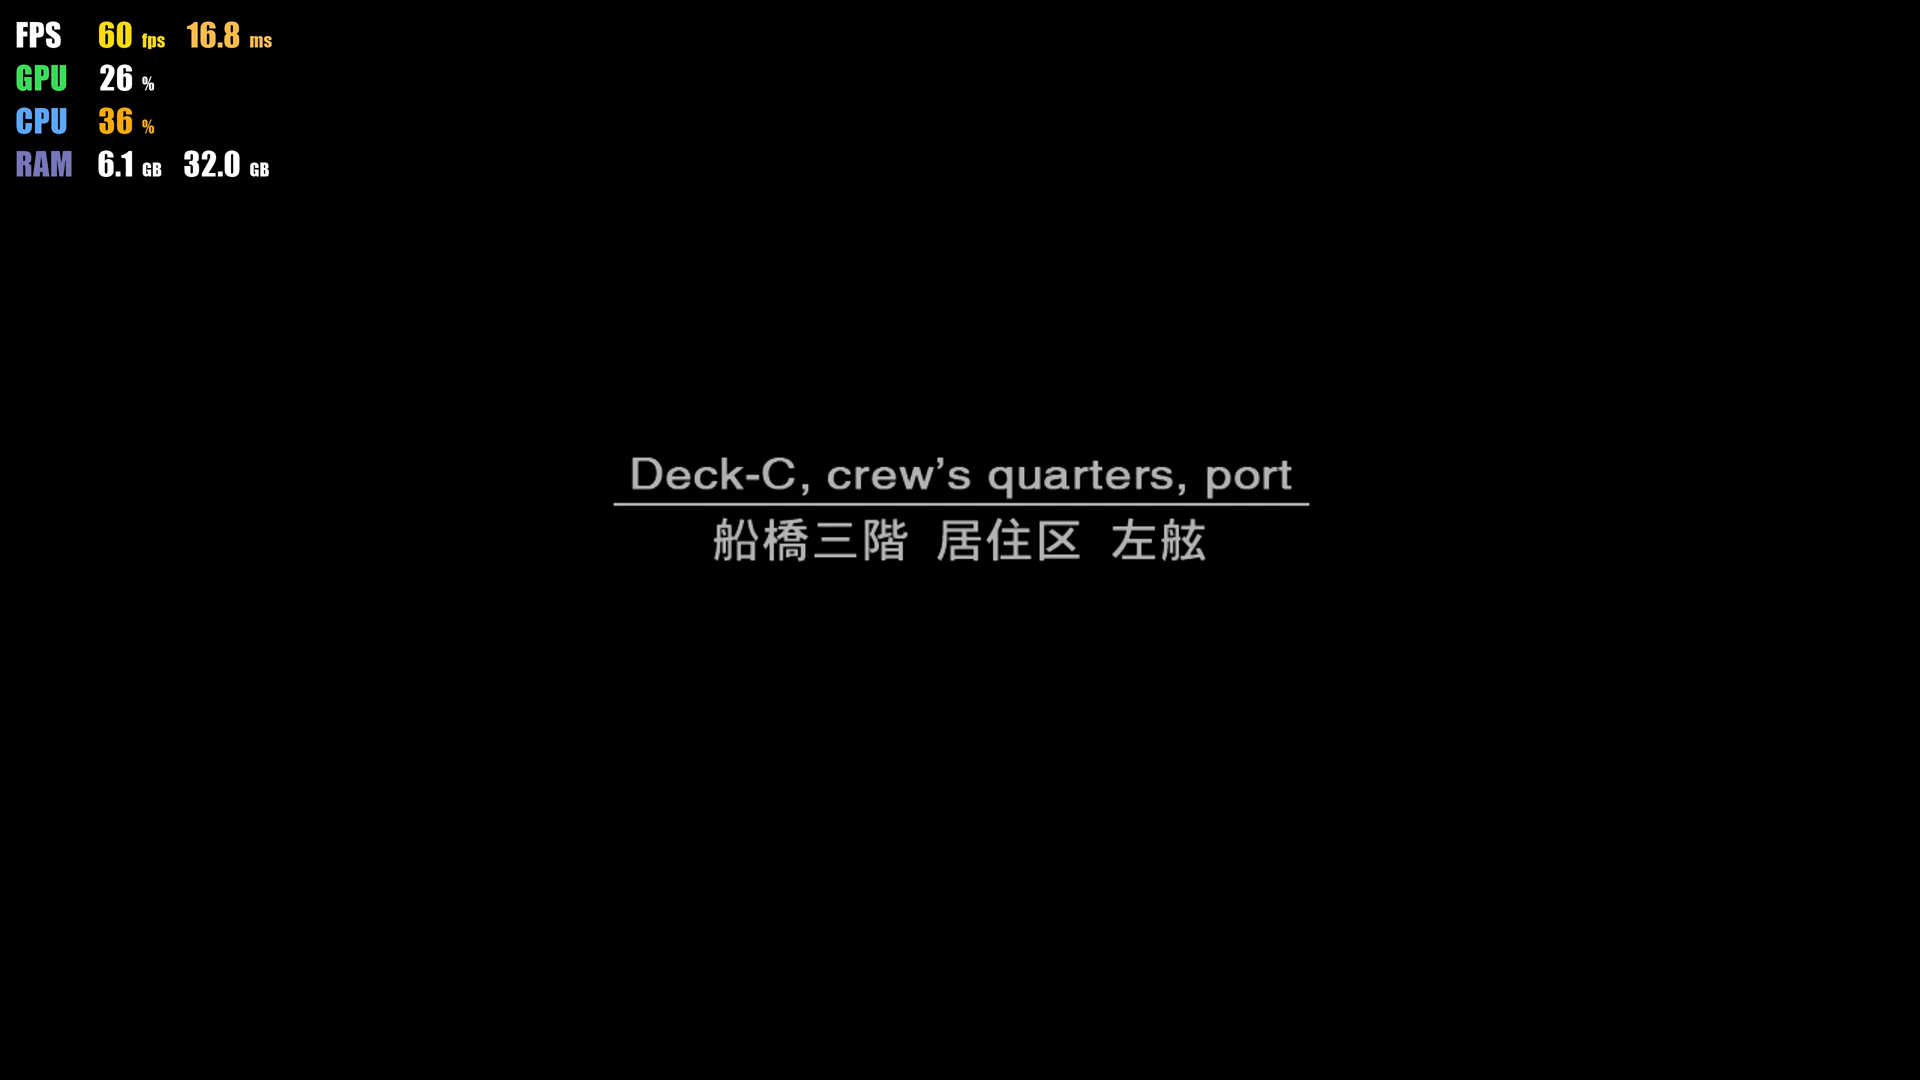 FPS 60 fps 16.8 ms
GPU 26 %
CPU 36 %
RAM 6.1 GB 32.0 GB
Deck-C, crew’s quarters, port
船橋三階 居住区 左舷